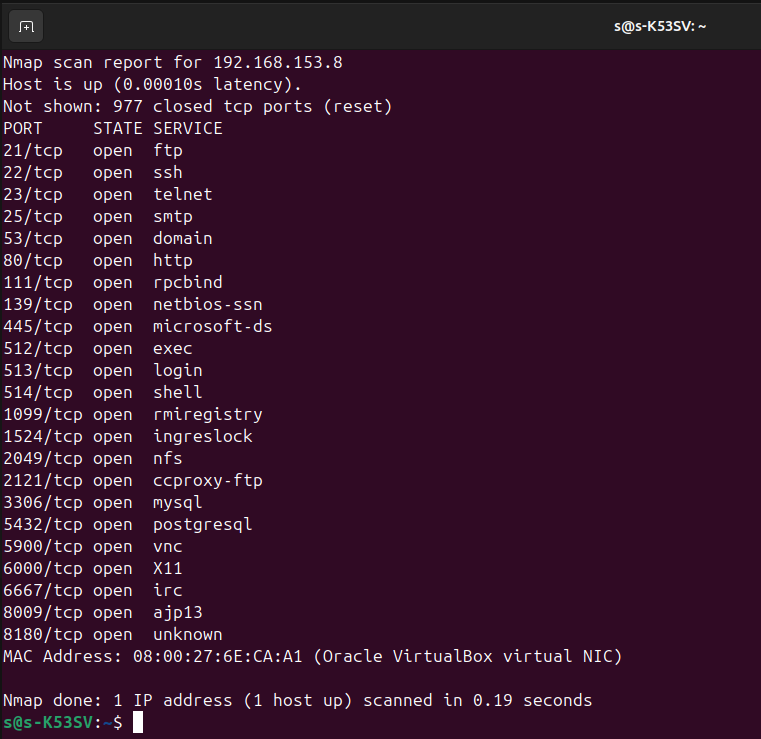 s@s-K53SV: ~
Nmap scan report for 192.168.153.8
Host is up (0.00010s latency).
Not shown: 977 closed tcp ports (reset)
PORT     STATE SERVICE
21/tcp   open  ftp
22/tcp   open  ssh
23/tcp   open  telnet
25/tcp   open  smtp
53/tcp   open  domain
80/tcp   open  http
111/tcp  open  rpcbind
139/tcp  open  netbios-ssn
445/tcp  open  microsoft-ds
512/tcp  open  exec
513/tcp  open  login
514/tcp  open  shell
1099/tcp open  rmiregistry
1524/tcp open  ingreslock
2049/tcp open  nfs
2121/tcp open  ccproxy-ftp
3306/tcp open  mysql
5432/tcp open  postgresql
5900/tcp open  vnc
6000/tcp open  X11
6667/tcp open  irc
8009/tcp open  ajp13
8180/tcp open  unknown
MAC Address: 08:00:27:6E:CA:A1 (Oracle VirtualBox virtual NIC)
Nmap done: 1 IP address (1 host up) scanned in 0.19 seconds
s@s-K53SV:~$